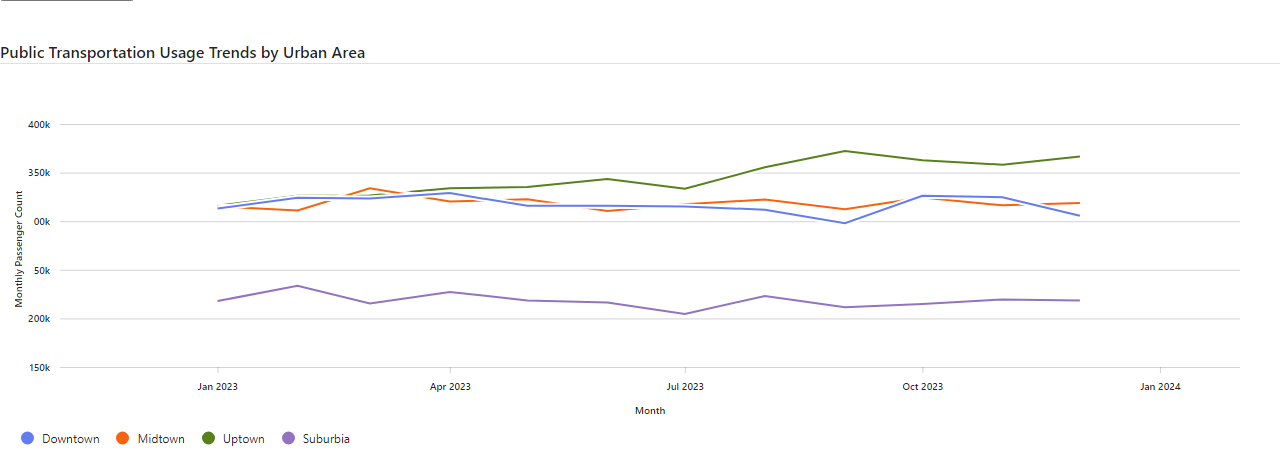 Public Transportation Usage Trends by Urban Area
400k
350k
00k
50k
200k
150k
Monthly Passenger Count
Jan 2023
Apr 2023
Jul 2023
Oct 2023
Jan 2024
Month
Downtown
Midtown
Uptown
Suburbia